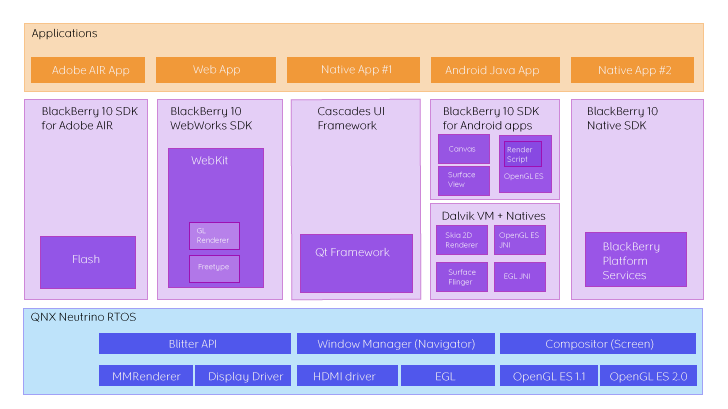 Applications
Adobe AIR App
Web App
Native App #1
Android Java App
Native App #2
BlackBerry 10 SDK
for Adobe AIR
Flash
BlackBerry 10
WebWorks SDK
WebKit
GL
Renderer
Freetype
Cascades UI
Framework
Qt Framework
BlackBerry 10 SDK
for Android apps
Canvas
Render
Script
Surface
View
OpenGL ES
Dalvik VM + Natives
Skia 2D
Renderer
OpenGL ES
JNI
Surface
Flinger
EGL JNI
BlackBerry 10
Native SDK
BlackBerry
Platform
Services
QNX Neutrino RTOS
Blitter API
Window Manager (Navigator)
Compositor (Screen)
MMRenderer
Display Driver
HDMI driver
EGL
OpenGL ES 1.1
OpenGL ES 2.0